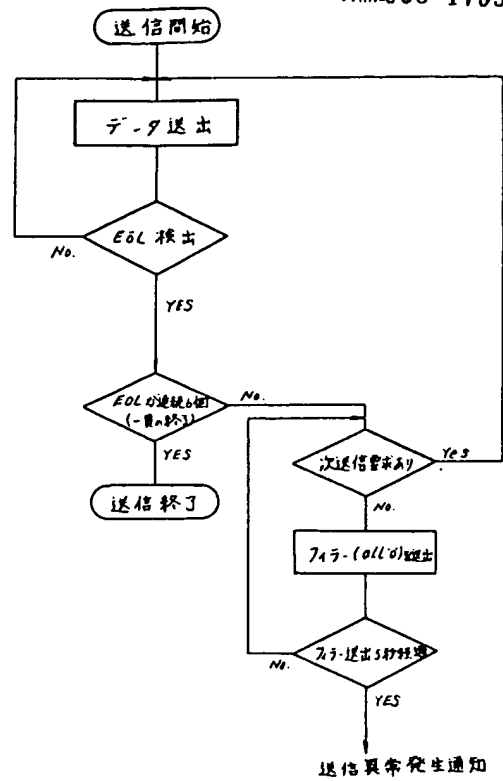 送信開始
データ送出
EOL 検出
No.
YES
EOLが連続6個
(一頁の終了)
No.
YES
送信終了
次送信要求あり
Yes
No.
フィラー(all"0")を送出
フィラー送出5秒経過
No.
YES
送信異常発生通知